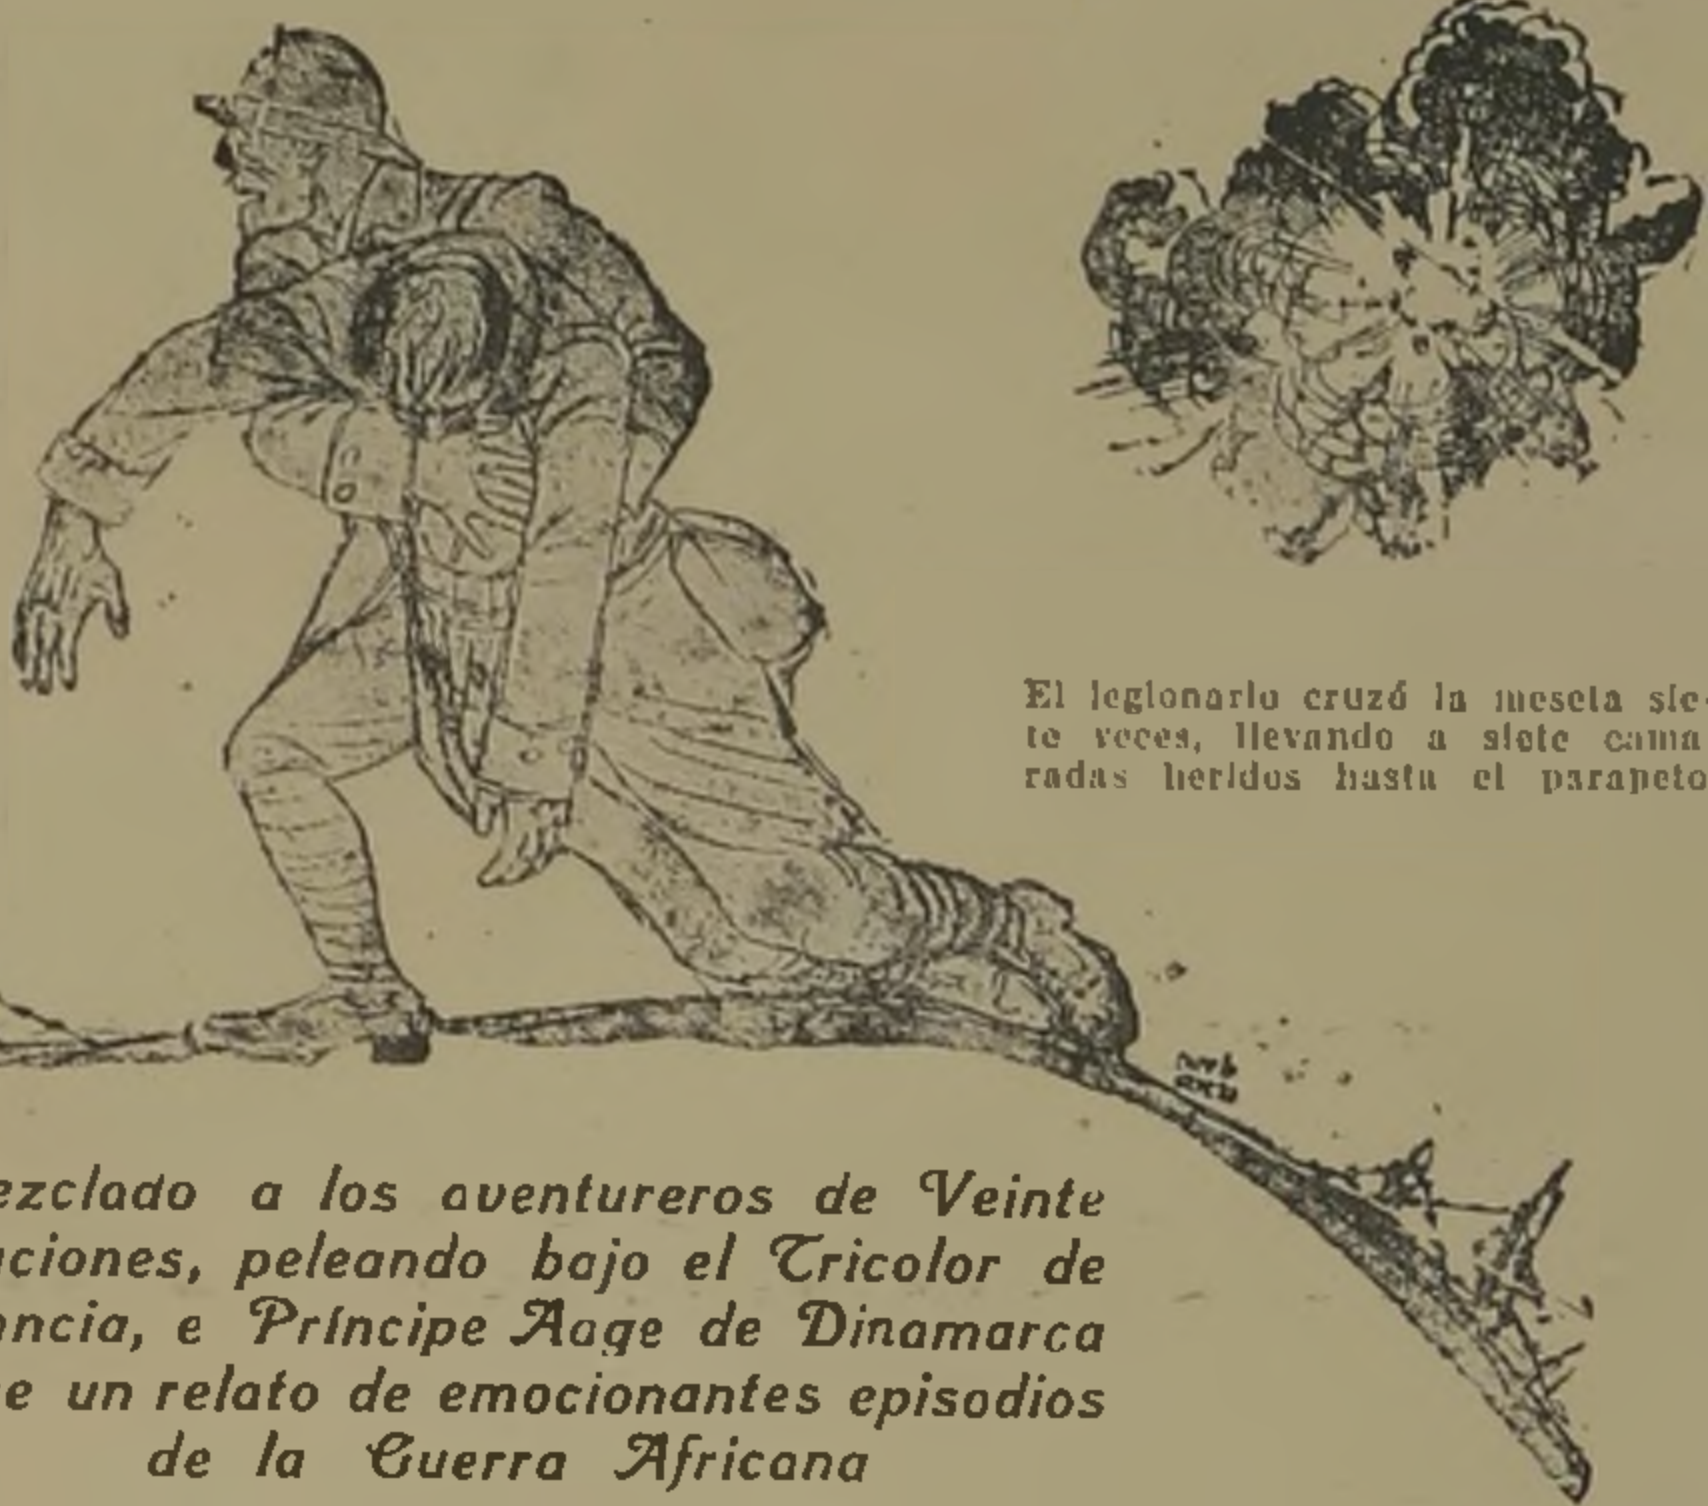 El legionario cruzó la meseta sie-
te veces, llevando a siete cama
radas heridos hasta el parapeto
ezclado a los aventureros de Veinte
aciones, peleando bajo el Tricolor de
ancia, e Príncipe Aage de Dinamarca
e un relato de emocionantes episodios
de la Guerra Africana